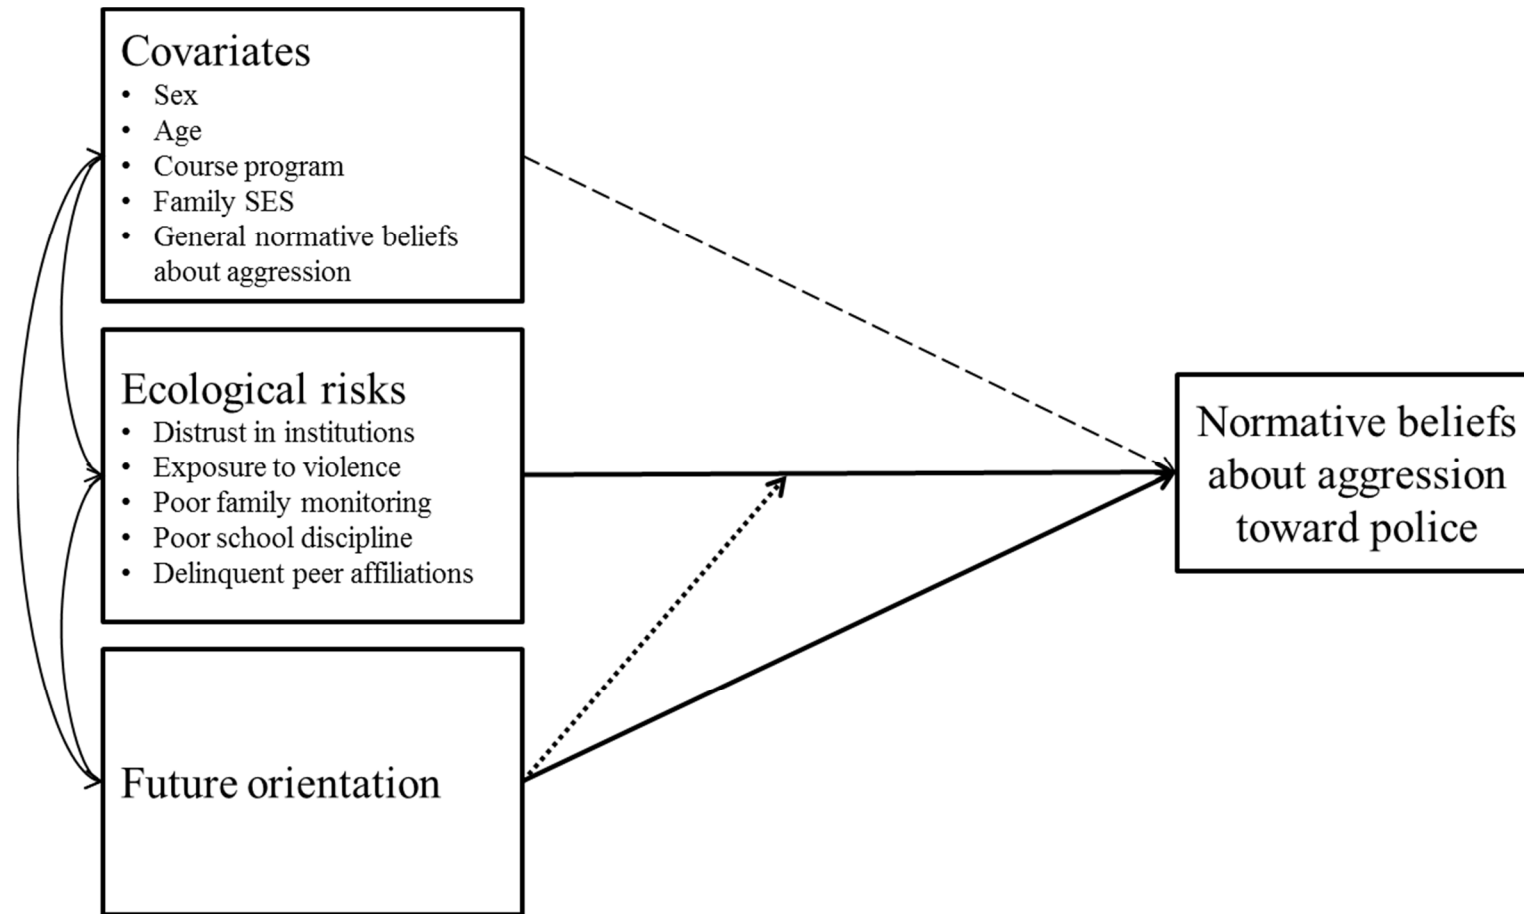 Covariates
• Sex
• Age
• Course program
• Family SES
• General normative beliefs
about aggression
Ecological risks
• Distrust in institutions
• Exposure to violence
• Poor family monitoring
• Poor school discipline
• Delinquent peer affiliations
Future orientation
Normative beliefs
about aggression
toward police